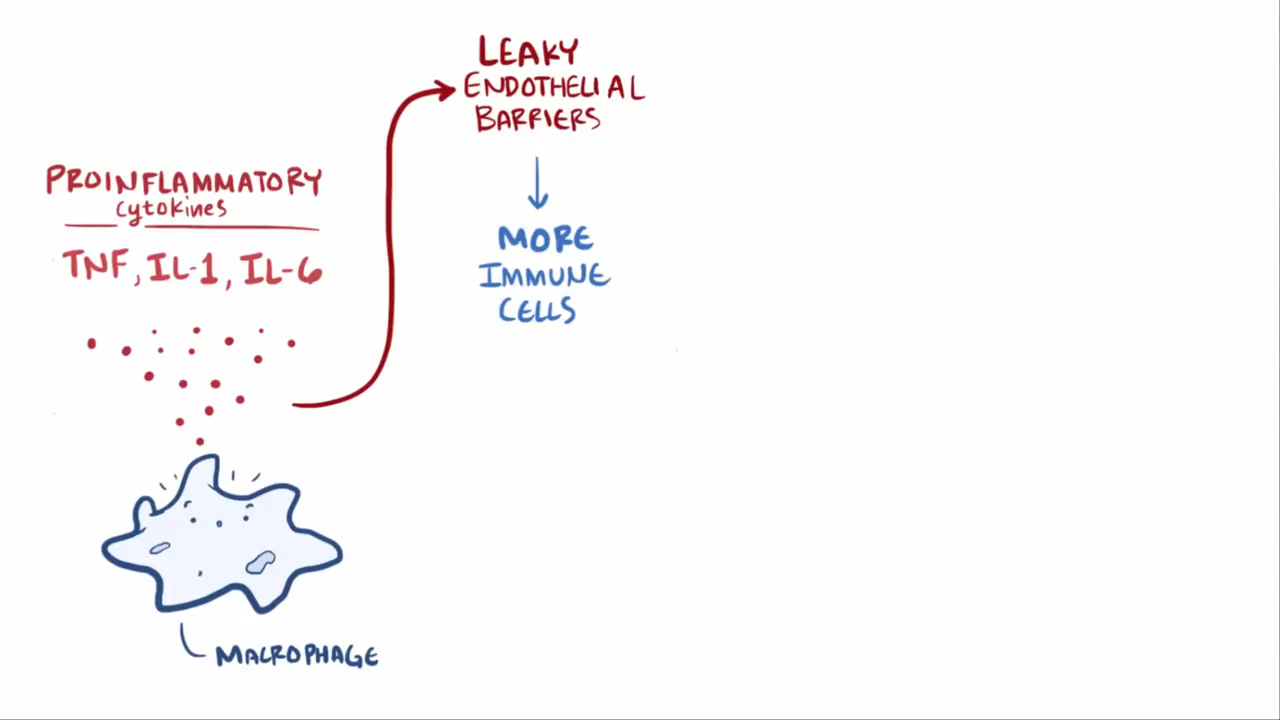 LEAKY
ENDOTHELIAL
BARRIERS
PROINFLAMMATORY
Cytokines
TNF, IL-1, IL-6
MORE
IMMUNE
CELLS
MACROPHAGE